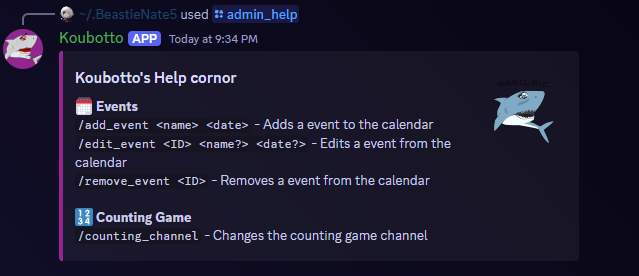 ~/.BeastieNate5 used admin_help
Koubotto APP Today at 9:34 PM
Koubotto's Help cornor
Events
/add_event <name> <date> - Adds a event to the calendar
/edit_event <ID> <name?> <date?> - Edits a event from the
calendar
/remove_event <ID> - Removes a event from the calendar
1234 Counting Game
/counting_channel - Changes the counting game channel